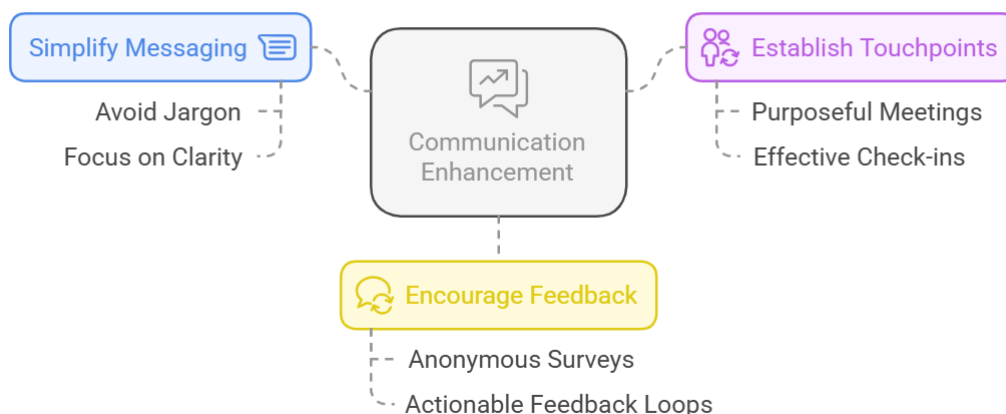 Simplify Messaging
Avoid Jargon
Focus on Clarity
Communication
Enhancement
Establish Touchpoints
Purposeful Meetings
Effective Check-ins
Encourage Feedback
Anonymous Surveys
Actionable Feedback Loops